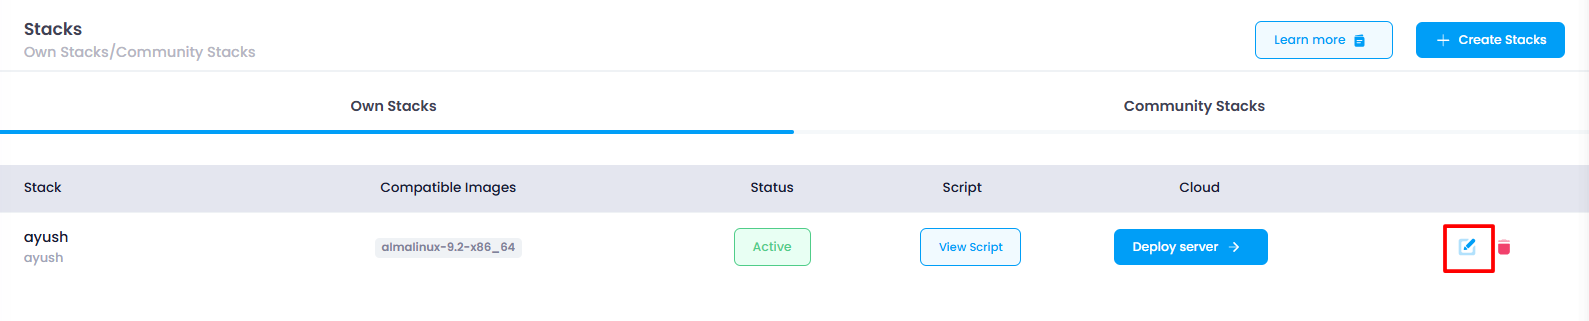 Stacks
Own Stacks/Community Stacks
Learn more
Create Stacks
Own Stacks
Community Stacks
Stack
Compatible Images
Status
Script
Cloud
ayush
ayush
almalinux-9.2-x86_64
Active
View Script
Deploy server